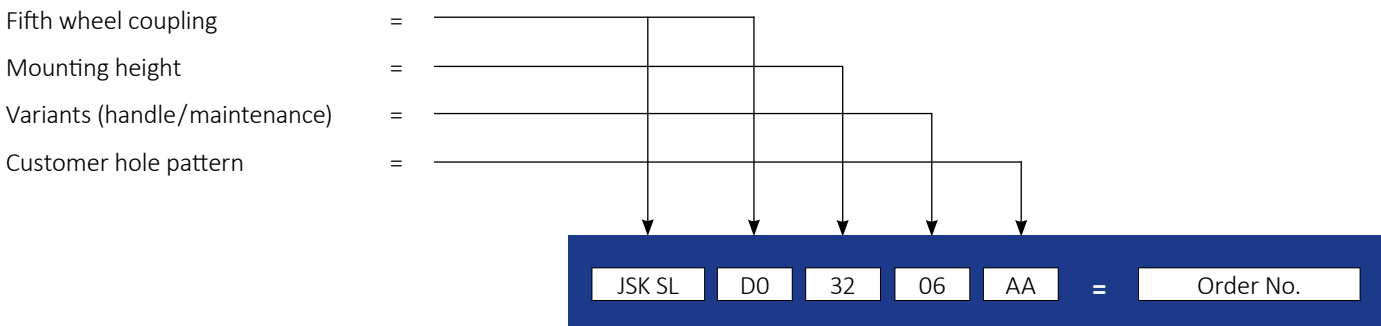 Fifth wheel coupling =
Mounting height =
Variants (handle/maintenance) =
Customer hole pattern =
JSK SL D0 32 06 AA = Order No.